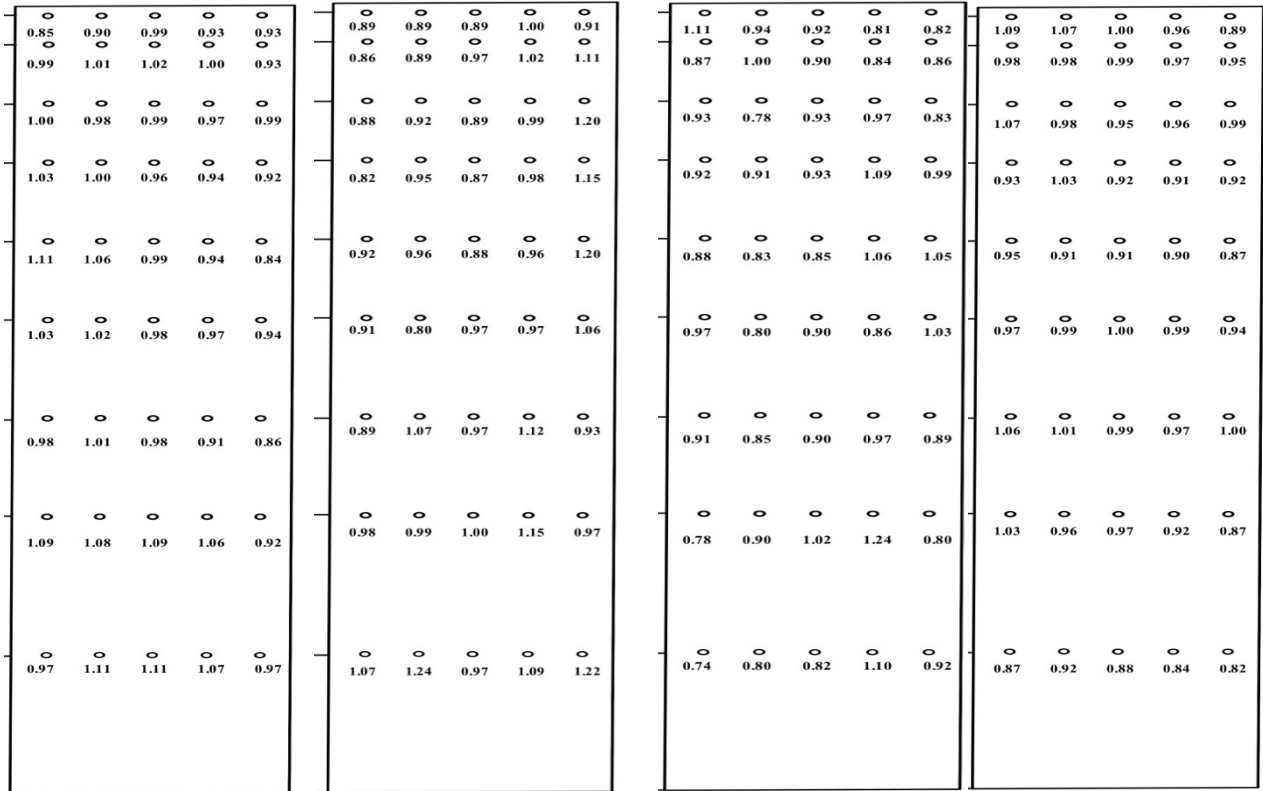 0.85 0.90 0.99 0.93 0.93
0.99 1.01 1.02 1.00 0.93
1.00 0.98 0.99 0.97 0.99
1.03 1.00 0.96 0.94 0.92
1.11 1.06 0.99 0.94 0.84
1.03 1.02 0.98 0.97 0.94
0.98 1.01 0.98 0.91 0.86
1.09 1.08 1.09 1.06 0.92
0.97 1.11 1.11 1.07 0.97
0.89 0.89 0.89 1.00 0.91
0.86 0.89 0.97 1.02 1.11
0.88 0.92 0.89 0.99 1.20
0.82 0.95 0.87 0.98 1.15
0.92 0.96 0.88 0.96 1.20
0.91 0.80 0.97 0.97 1.06
0.89 1.07 0.97 1.12 0.93
0.98 0.99 1.00 1.15 0.97
1.07 1.24 0.97 1.09 1.22
1.11 0.94 0.92 0.81 0.82
0.87 1.00 0.90 0.84 0.86
0.93 0.78 0.93 0.97 0.83
0.92 0.91 0.93 1.09 0.99
0.88 0.83 0.85 1.06 1.05
0.97 0.80 0.90 0.86 1.03
0.91 0.85 0.90 0.97 0.89
0.78 0.90 1.02 1.24 0.80
0.74 0.80 0.82 1.10 0.92
1.09 1.07 1.00 0.96 0.89
0.98 0.98 0.99 0.97 0.95
1.07 0.98 0.95 0.96 0.99
0.93 1.03 0.92 0.91 0.92
0.95 0.91 0.91 0.90 0.87
0.97 0.99 1.00 0.99 0.94
1.06 1.01 0.99 0.97 1.00
1.03 0.96 0.97 0.92 0.87
0.87 0.92 0.88 0.84 0.82